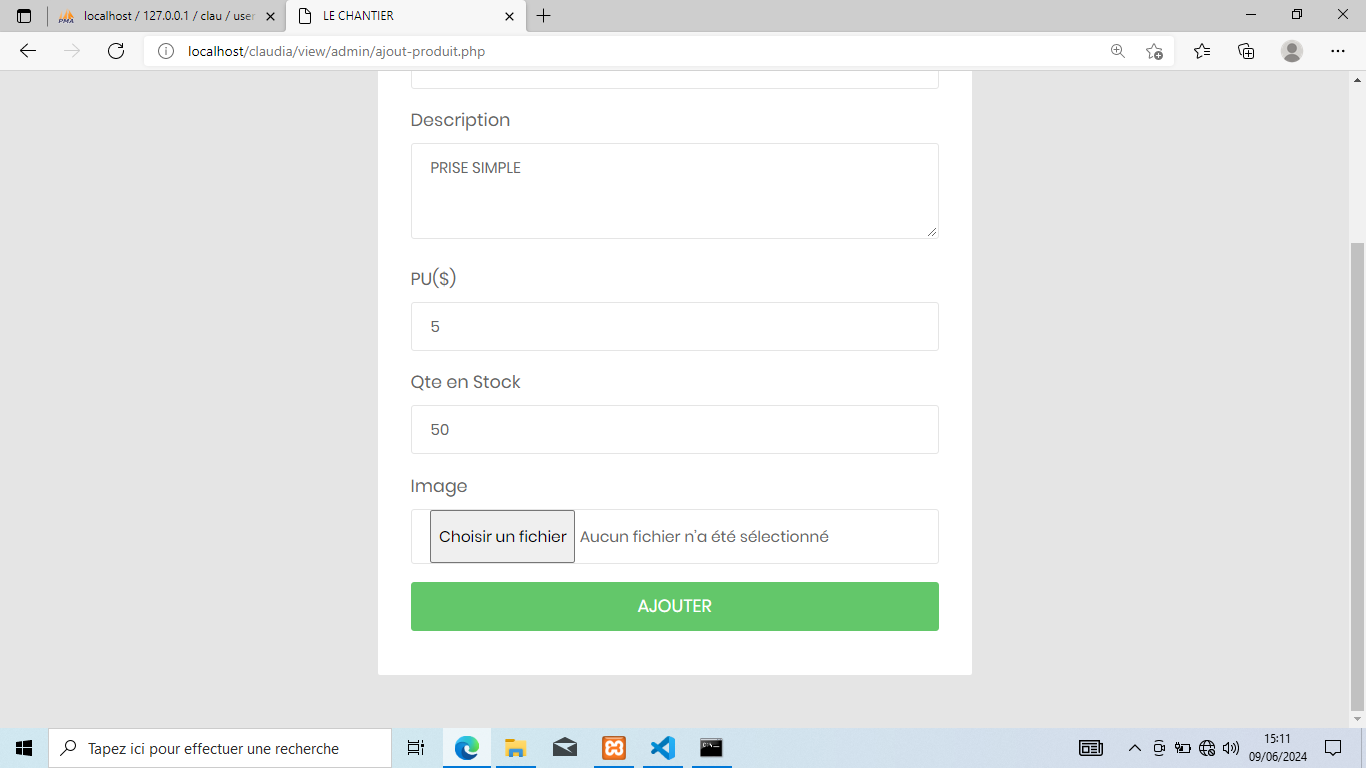 PMA localhost / 127.0.0.1 / clau / user
LE CHANTIER
localhost/claudia/view/admin/ajout-produit.php
Description
PRISE SIMPLE
PU($)
5
Qte en Stock
50
Image
Choisir un fichier Aucun fichier n'a été sélectionné
AJOUTER
Tapez ici pour effectuer une recherche
15:11
09/06/2024